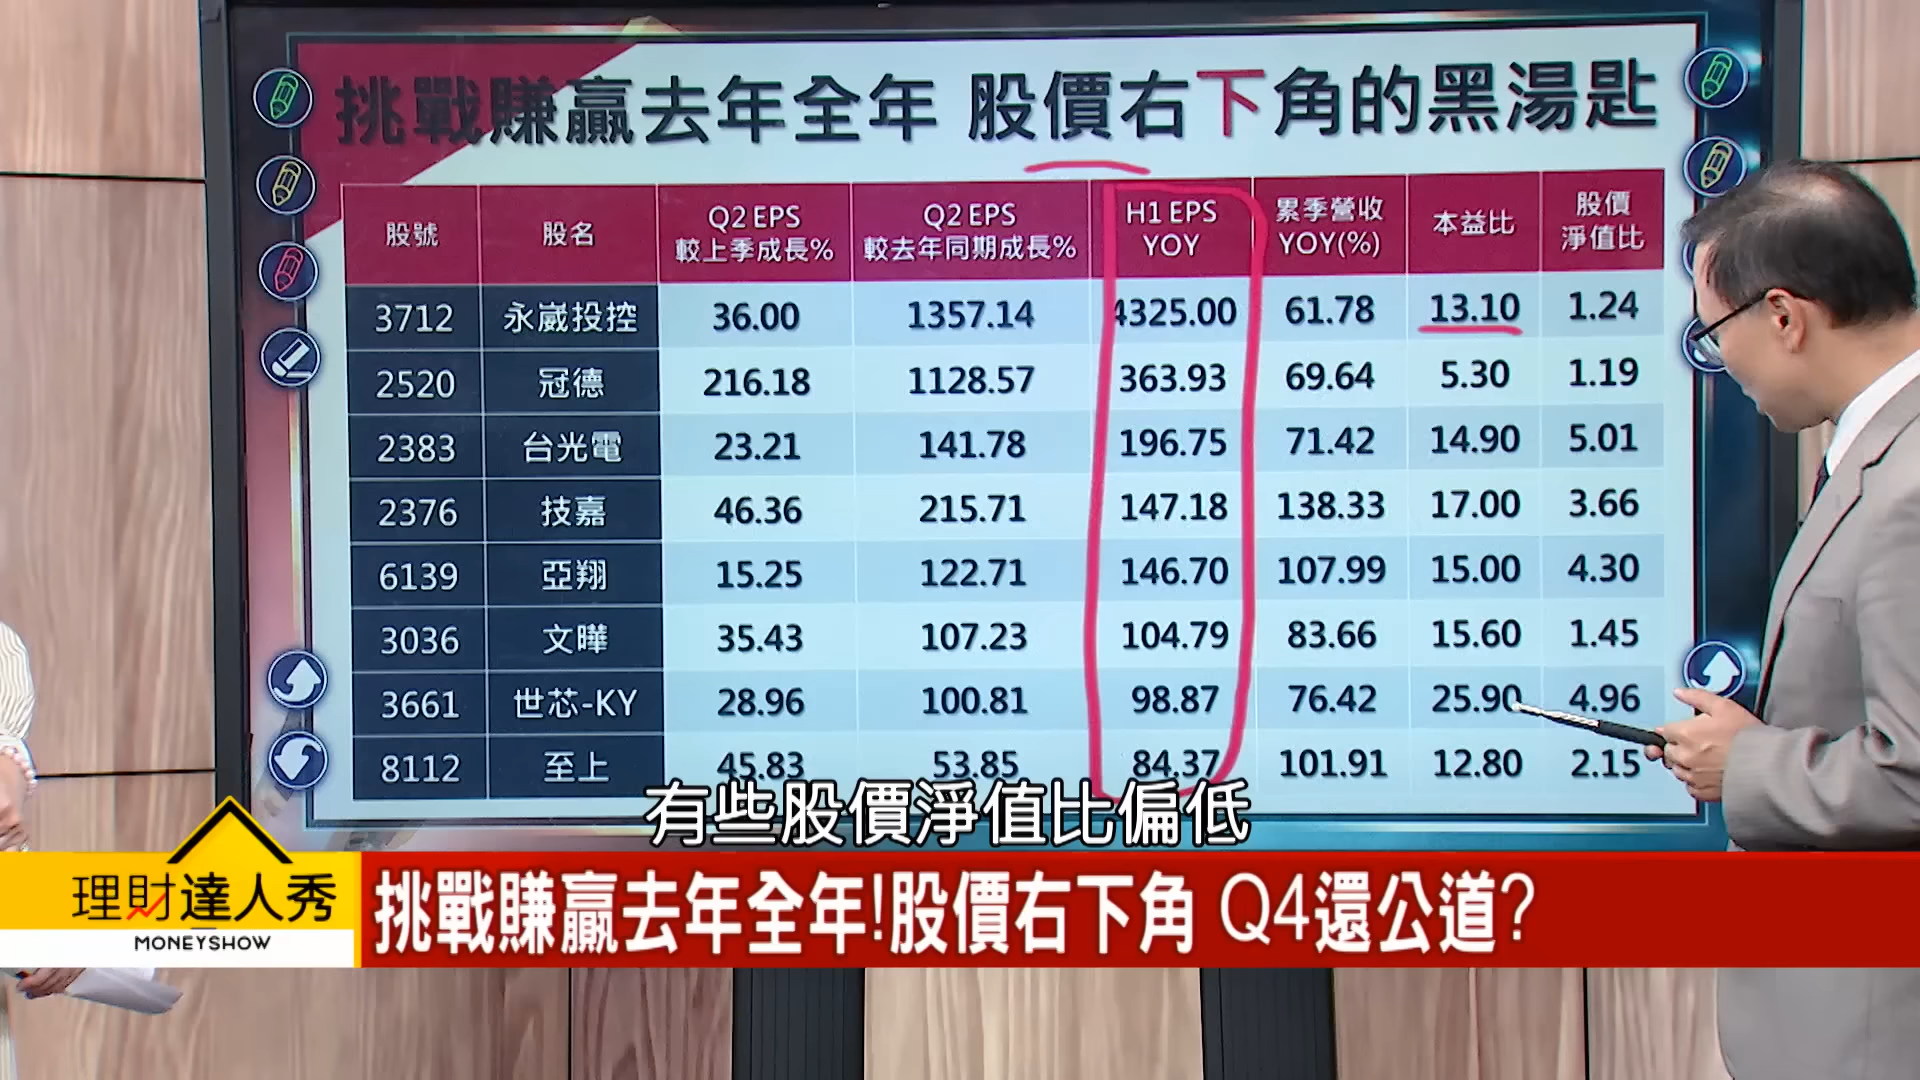 挑戰賺贏去年全年 股價右下角的黑湯匙
股號 股名 Q2 EPS 較上季成長% Q2 EPS 較去年同期成長% H1 EPS YOY 累季營收 YOY(%) 本益比 股價淨值比
3712 永崴投控 36.00 1357.14 4325.00 61.78 13.10 1.24
2520 冠德 216.18 1128.57 363.93 69.64 5.30 1.19
2383 台光電 23.21 141.78 196.75 71.42 14.90 5.01
2376 技嘉 46.36 215.71 147.18 138.33 17.00 3.66
6139 亞翔 15.25 122.71 146.70 107.99 15.00 4.30
3036 文曄 35.43 107.23 104.79 83.66 15.60 1.45
3661 世芯-KY 28.96 100.81 98.87 76.42 25.90 4.96
8112 至上 45.83 53.85 84.37 101.91 12.80 2.15
有些股價淨值比偏低
理財達人秀
MONEYSHOW
挑戰賺贏去年全年!股價右下角 Q4還公道?